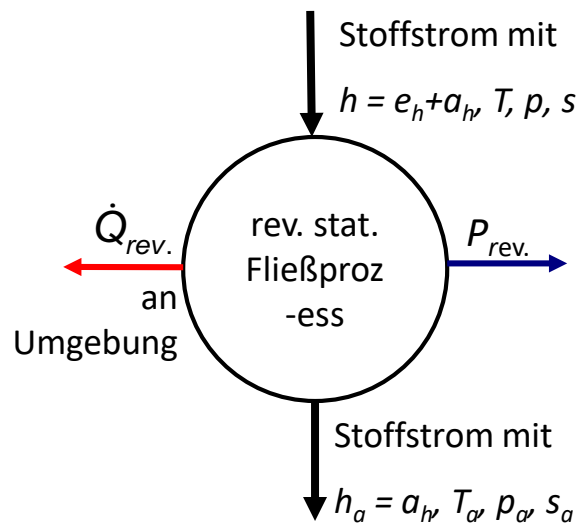 Stoffstrom mit
h = e_h+a_h, T, p, s
Q̇_rev.
an
Umgebung
rev. stat.
Fließproz
-ess
P_rev.
Stoffstrom mit
h_a = a_h, T_a, p_a, s_a